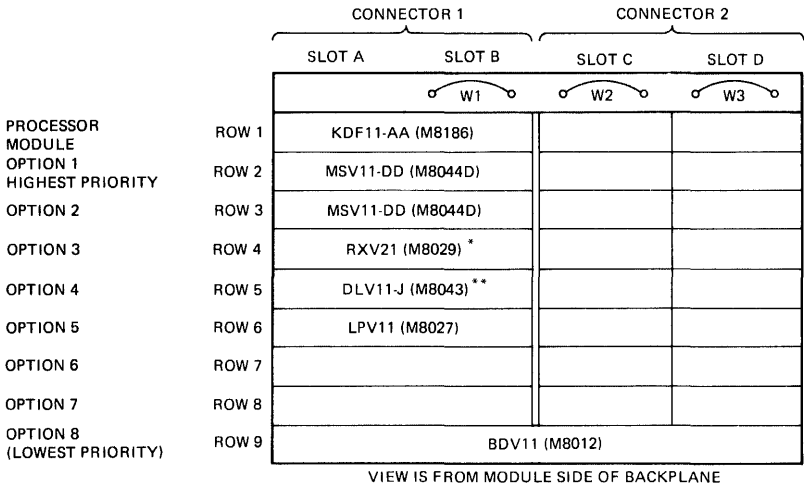 CONNECTOR 1 CONNECTOR 2
SLOT A SLOT B SLOT C SLOT D
W1 W2 W3
PROCESSOR
MODULE
ROW 1 KDF11-AA (M8186)
OPTION 1
HIGHEST PRIORITY
ROW 2 MSV11-DD (M8044D)
OPTION 2 ROW 3 MSV11-DD (M8044D)
OPTION 3 ROW 4 RXV21 (M8029) *
OPTION 4 ROW 5 DLV11-J (M8043) **
OPTION 5 ROW 6 LPV11 (M8027)
OPTION 6 ROW 7
OPTION 7 ROW 8
OPTION 8
(LOWEST PRIORITY)
ROW 9 BDV11 (M8012)
VIEW IS FROM MODULE SIDE OF BACKPLANE